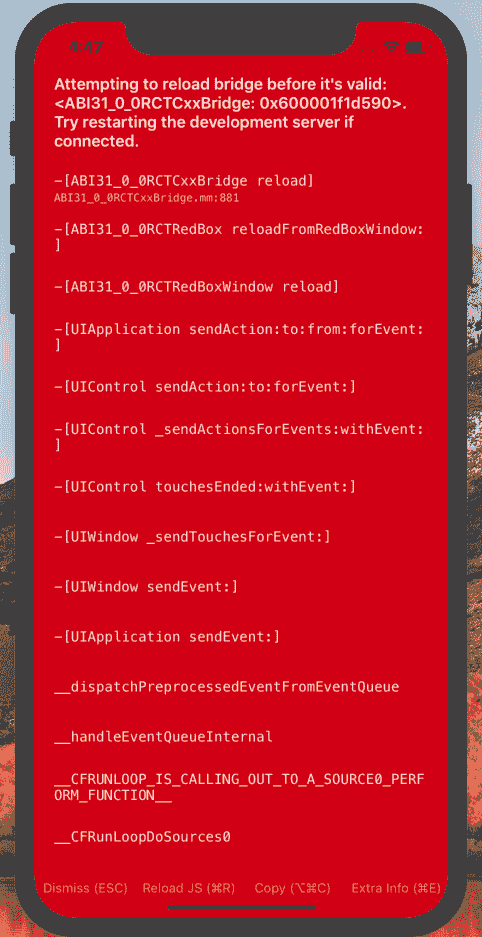 4:47
Attempting to reload bridge before it's valid:
<ABI31_0_0RCTCxxBridge: 0x600001f1d590>.
Try restarting the development server if
connected.
-[ABI31_0_0RCTCxxBridge reload]
ABI31_0_0RCTCxxBridge.mm:881
-[ABI31_0_0RCTRedBox reloadFromRedBoxWindow:
]
-[ABI31_0_0RCTRedBoxWindow reload]
-[UIApplication sendAction:to:from:forEvent:
]
-[UIControl sendAction:to:forEvent:]
-[UIControl _sendActionsForEvents:withEvent:
]
-[UIControl touchesEnded:withEvent:]
-[UIWindow _sendTouchesForEvent:]
-[UIWindow sendEvent:]
-[UIApplication sendEvent:]
__dispatchPreprocessedEventFromEventQueue
__handleEventQueueInternal
__CFRUNLOOP_IS_CALLING_OUT_TO_A_SOURCE0_PERF
ORM_FUNCTION__
__CFRunLoopDoSources0
Dismiss (ESC) Reload JS (⌘R) Copy (⌥⌘C) Extra Info (⌘E)